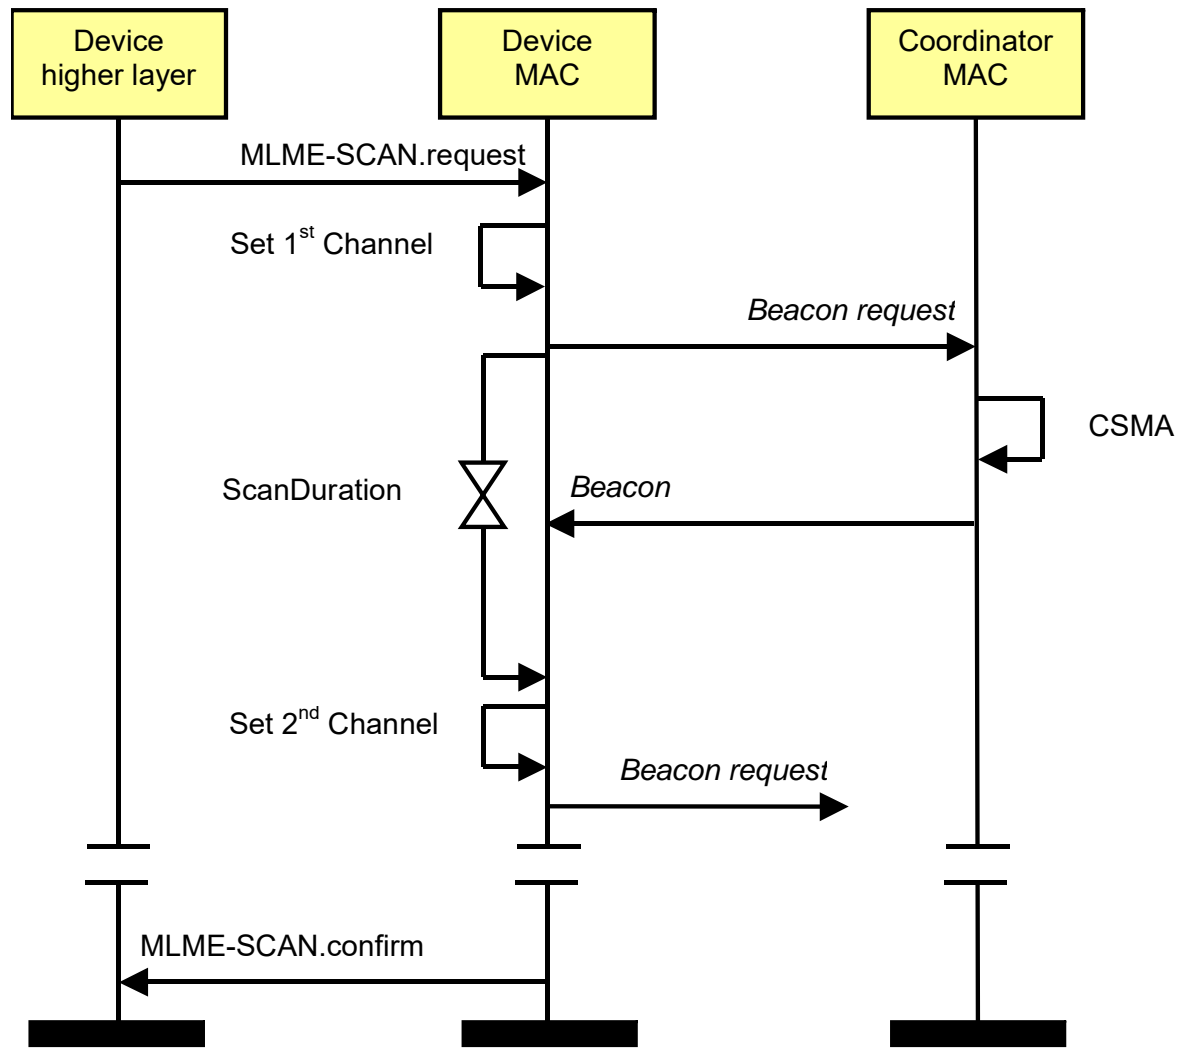 Device
higher layer
Device
MAC
Coordinator
MAC
MLME-SCAN.request
Set 1st Channel
Beacon request
CSMA
ScanDuration
Beacon
Set 2nd Channel
Beacon request
MLME-SCAN.confirm